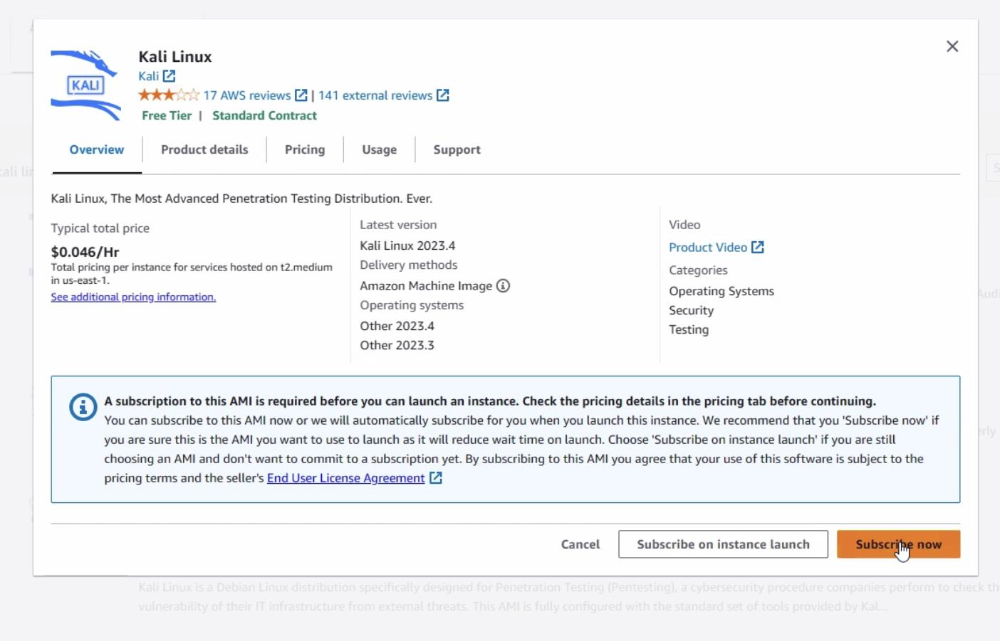 Kali Linux
KALI
Kali
17 AWS reviews | 141 external reviews
Free Tier | Standard Contract
Overview
Product details
Pricing
Usage
Support
kali lin
Kali Linux, The Most Advanced Penetration Testing Distribution. Ever.
Typical total price
$0.046/Hr
Total pricing per instance for services hosted on t2.medium
in us-east-1.
See additional pricing information.
Latest version
Kali Linux 2023.4
Delivery methods
Amazon Machine Image
Operating systems
Other 2023.4
Other 2023.3
Video
Product Video
Categories
Operating Systems
Security
Testing
A subscription to this AMI is required before you can launch an instance. Check the pricing details in the pricing tab before continuing.
You can subscribe to this AMI now or we will automatically subscribe for you when you launch this instance. We recommend that you 'Subscribe now' if
you are sure this is the AMI you want to use to launch as it will reduce wait time on launch. Choose 'Subscribe on instance launch' if you are still
choosing an AMI and don't want to commit to a subscription yet. By subscribing to this AMI you agree that your use of this software is subject to the
pricing terms and the seller's End User License Agreement
Cancel
Subscribe on instance launch
Subscribe now
Kali Linux is a Debian Linux distribution specifically designed for Penetration Testing (Pentesting), a cybersecurity procedure companies perform to check th
vulnerability of their IT infrastructure from external threats. This AMI is fully configured with the standard set of tools provided by Kal...